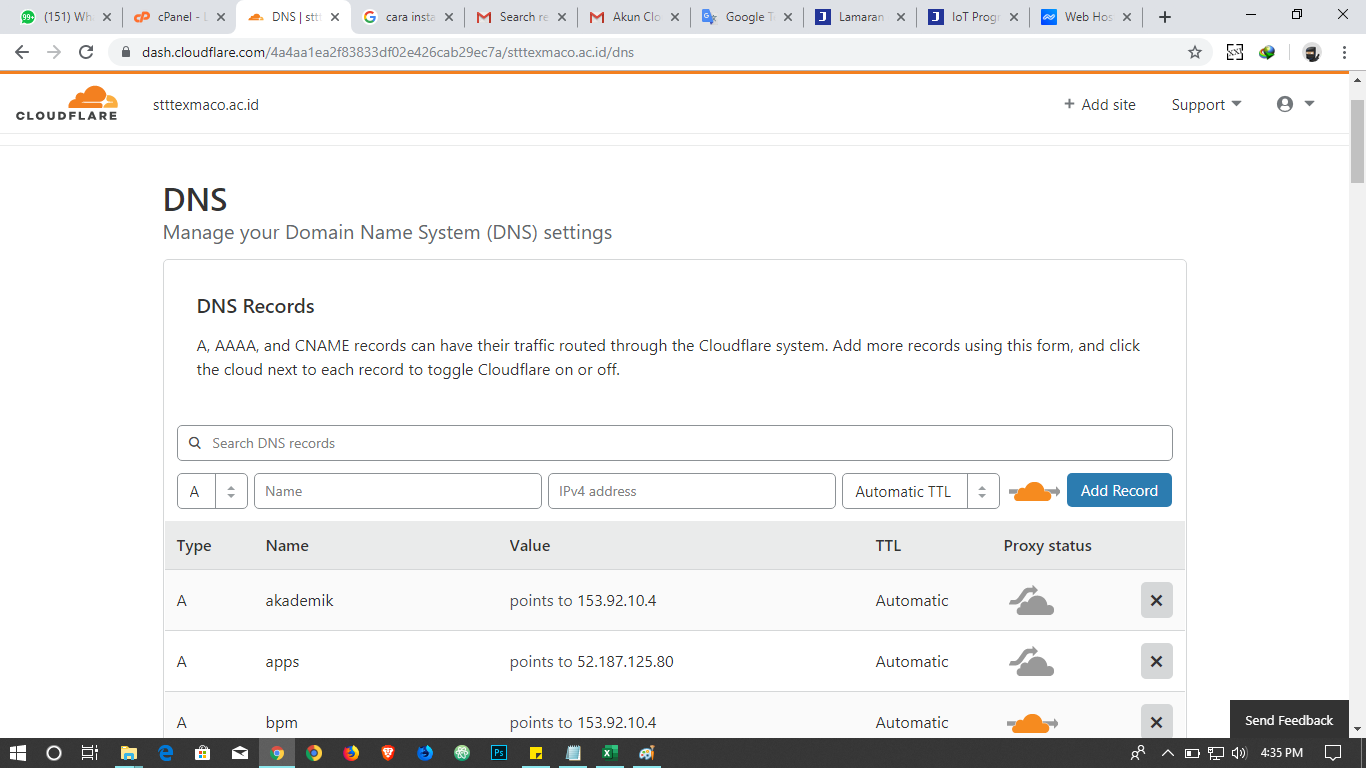 (151) Wh
cPanel - L
DNS | stt
cara insta
Search re
Akun Clo
Google T
Lamaran
IoT Prog
Web Hos
dash.cloudflare.com/4a4aa1ea2f83833df02e426cab29ec7a/stttexmaco.ac.id/dns
CLOUDFLARE
stttexmaco.ac.id
+ Add site
Support
DNS
Manage your Domain Name System (DNS) settings
DNS Records
A, AAAA, and CNAME records can have their traffic routed through the Cloudflare system. Add more records using this form, and click
the cloud next to each record to toggle Cloudflare on or off.
Search DNS records
A Name IPv4 address Automatic TTL Add Record
Type Name Value TTL Proxy status
A akademik points to 153.92.10.4 Automatic
A apps points to 52.187.125.80 Automatic
A bpm points to 153.92.10.4 Automatic
Send Feedback
4:35 PM